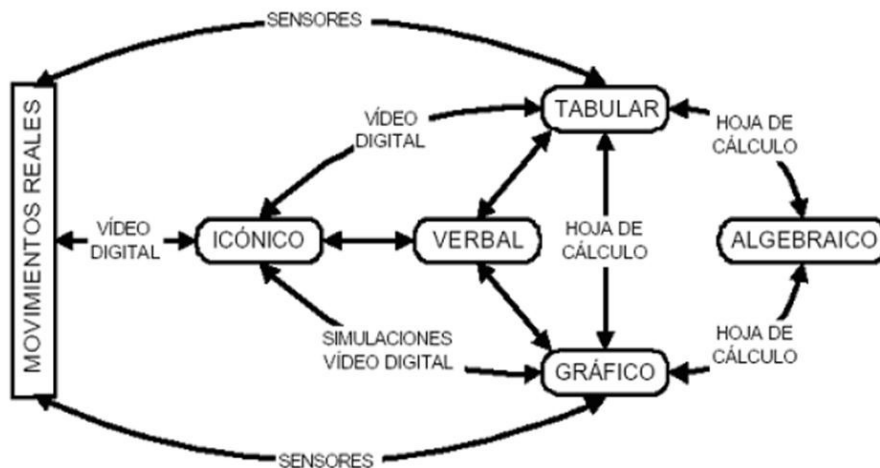 SENSORES
TABULAR
VÍDEO
DIGITAL
HOJA DE
CÁLCULO
MOVIMIENTOS REALES
VÍDEO
DIGITAL
ICÓNICO
VERBAL
HOJA DE
CÁLCULO
ALGEBRAICO
SIMULACIONES
VÍDEO DIGITAL
HOJA DE
CÁLCULO
GRÁFICO
SENSORES